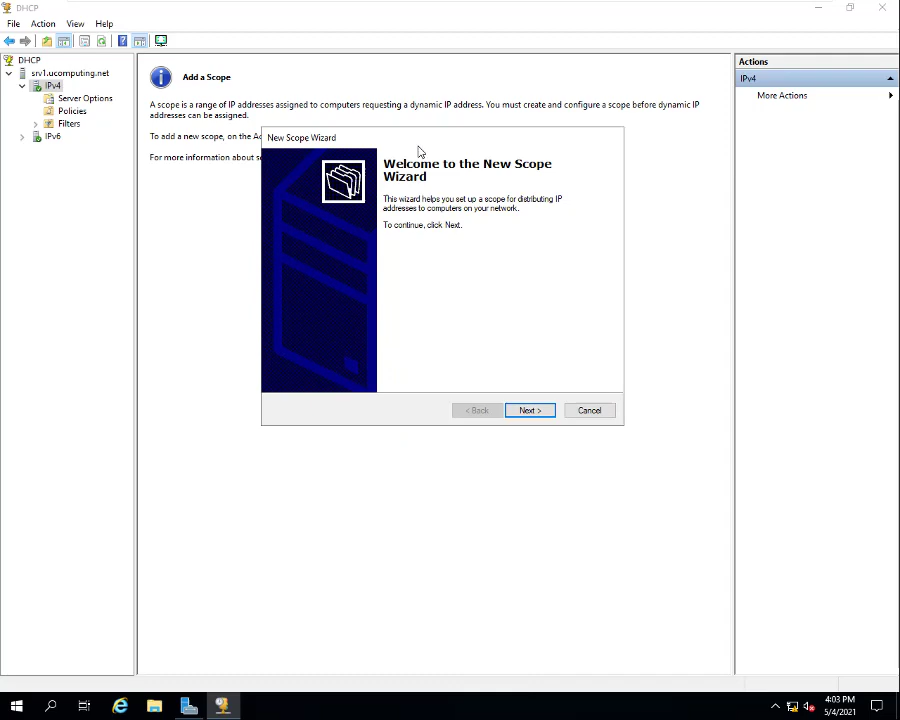 DHCP
File Action View Help
DHCP
srv1.ucomputing.net
IPv4
Server Options
Policies
Filters
IPv6
Add a Scope
A scope is a range of IP addresses assigned to computers requesting a dynamic IP address. You must create and configure a scope before dynamic IP
addresses can be assigned.
To add a new scope, on the
For more information about
New Scope Wizard
Welcome to the New Scope
Wizard
This wizard helps you set up a scope for distributing IP
addresses to computers on your network.
To continue, click Next.
< Back Next > Cancel
Actions
IPv4
More Actions
4:03 PM
5/4/2021